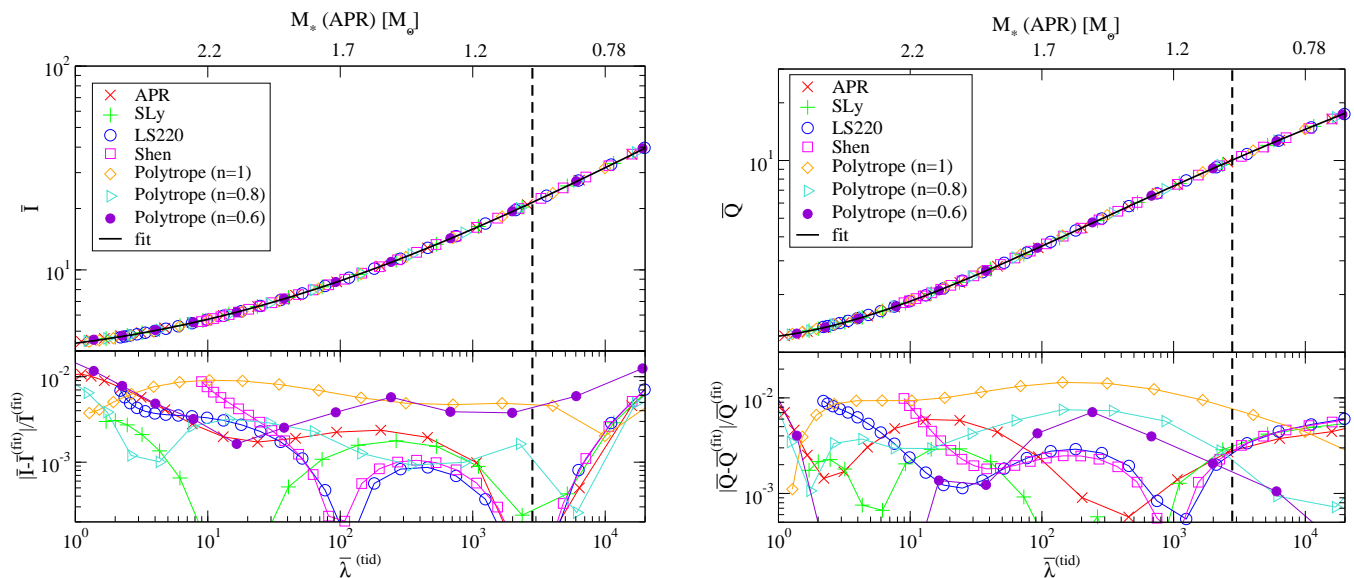 M* (APR) [M⊙]
2.2 1.7 1.2 0.78
10²
APR
SLy
LS220
Shen
Polytrope (n=1)
Polytrope (n=0.8)
Polytrope (n=0.6)
fit
Ī
10¹
10⁻²
10⁻³
|Ī-Ī^(fit)|/Ī^(fit)
10⁰ 10¹ 10² 10³ 10⁴
λ̄^(tid)
M* (APR) [M⊙]
2.2 1.7 1.2 0.78
APR
SLy
LS220
Shen
Polytrope (n=1)
Polytrope (n=0.8)
Polytrope (n=0.6)
fit
Q̄
10¹
10⁻²
10⁻³
|Q̄-Q̄^(fit)|/Q̄^(fit)
10⁰ 10¹ 10² 10³ 10⁴
λ̄^(tid)